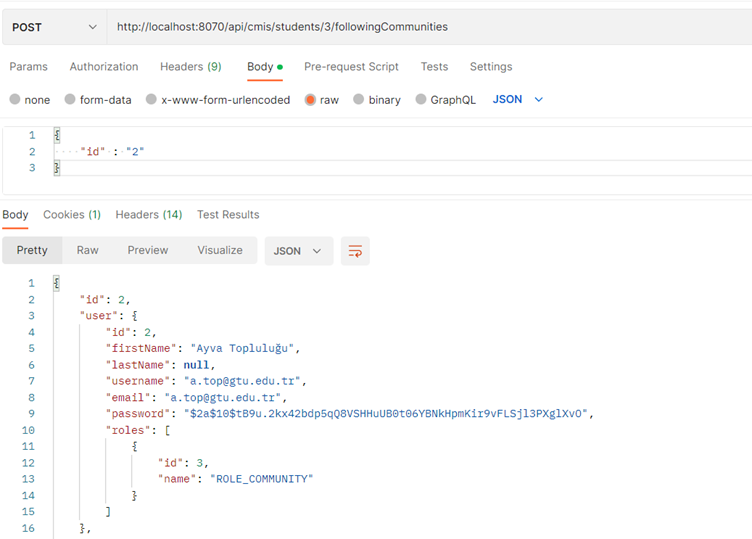 POST http://localhost:8070/api/cmis/students/3/followingCommunities
Params Authorization Headers (9) Body Pre-request Script Tests Settings
none form-data x-www-form-urlencoded raw binary GraphQL JSON
1 {
2 "id" : "2"
3 }
Body Cookies (1) Headers (14) Test Results
Pretty Raw Preview Visualize JSON
1 {
2 "id": 2,
3 "user": {
4 "id": 2,
5 "firstName": "Ayva Topluluğu",
6 "lastName": null,
7 "username": "a.top@gtu.edu.tr",
8 "email": "a.top@gtu.edu.tr",
9 "password": "$2a$10$tB9u.2kx42bdp5qQ8VSHHuUB0t06YBNkHpmKir9vFLSjl3PXglXvO",
10 "roles": [
11 {
12 "id": 3,
13 "name": "ROLE_COMMUNITY"
14 }
15 ]
16 },